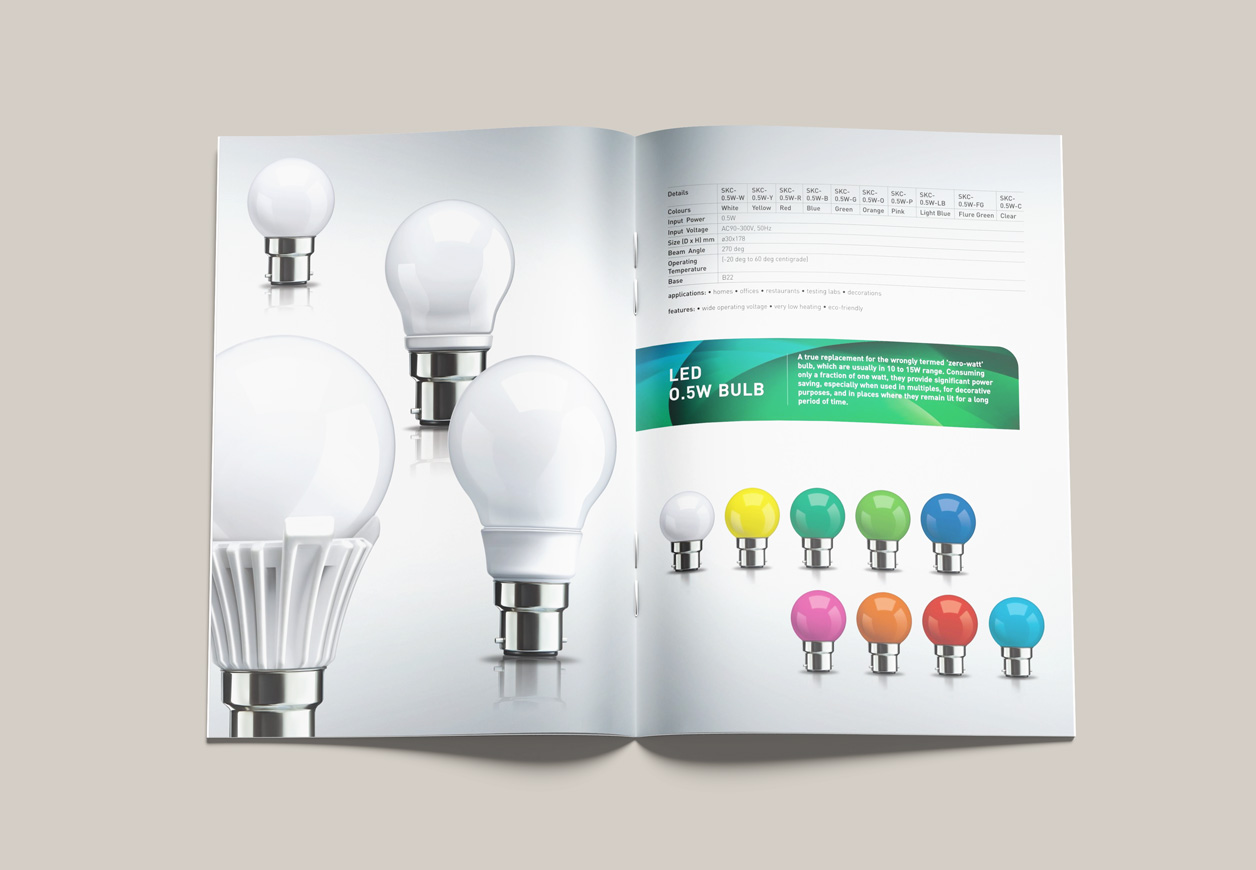 Details SKC-0.5W-W SKC-0.5W-Y SKC-0.5W-R SKC-0.5W-B SKC-0.5W-G SKC-0.5W-O SKC-0.5W-P SKC-0.5W-LB SKC-0.5W-FG SKC-0.5W-C
Colours White Yellow Red Blue Green Orange Pink Light Blue Flure Green Clear
Input Power 0.5W
Input Voltage AC90-300V, 50Hz
Size (D x H) mm ø30x178
Beam Angle 270 deg
Operating Temperature (-20 deg to 60 deg centigrade)
Base B22
applications: • homes • offices • restaurants • testing labs • decorations
features: • wide operating voltage • very low heating • eco-friendly
LED
0.5W BULB
A true replacement for the wrongly termed 'zero-watt'
bulb, which are usually in 10 to 15W range. Consuming
only a fraction of one watt, they provide significant power
saving, especially when used in multiples, for decorative
purposes, and in places where they remain lit for a long
period of time.